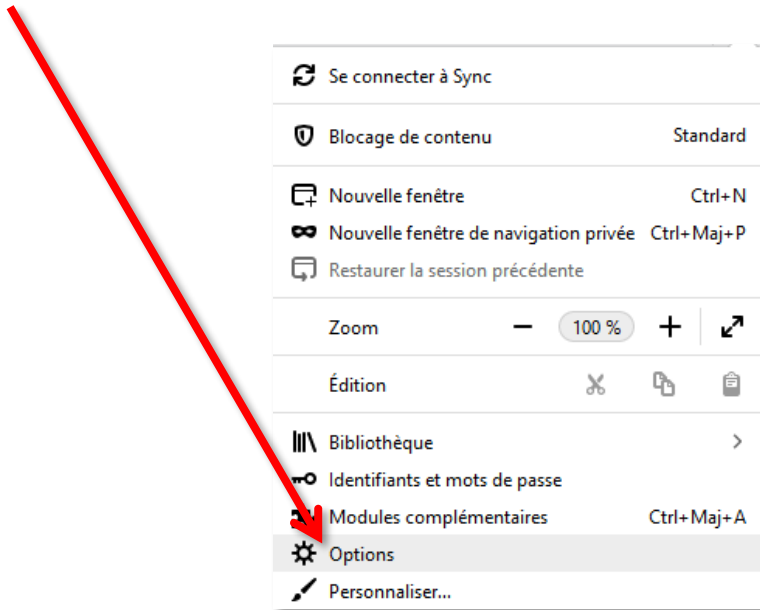 Se connecter à Sync
Blocage de contenu Standard
Nouvelle fenêtre Ctrl+N
Nouvelle fenêtre de navigation privée Ctrl+Maj+P
Restaurer la session précédente
Zoom 100 %
Édition
Bibliothèque
Identifiants et mots de passe
Modules complémentaires Ctrl+Maj+A
Options
Personnaliser...